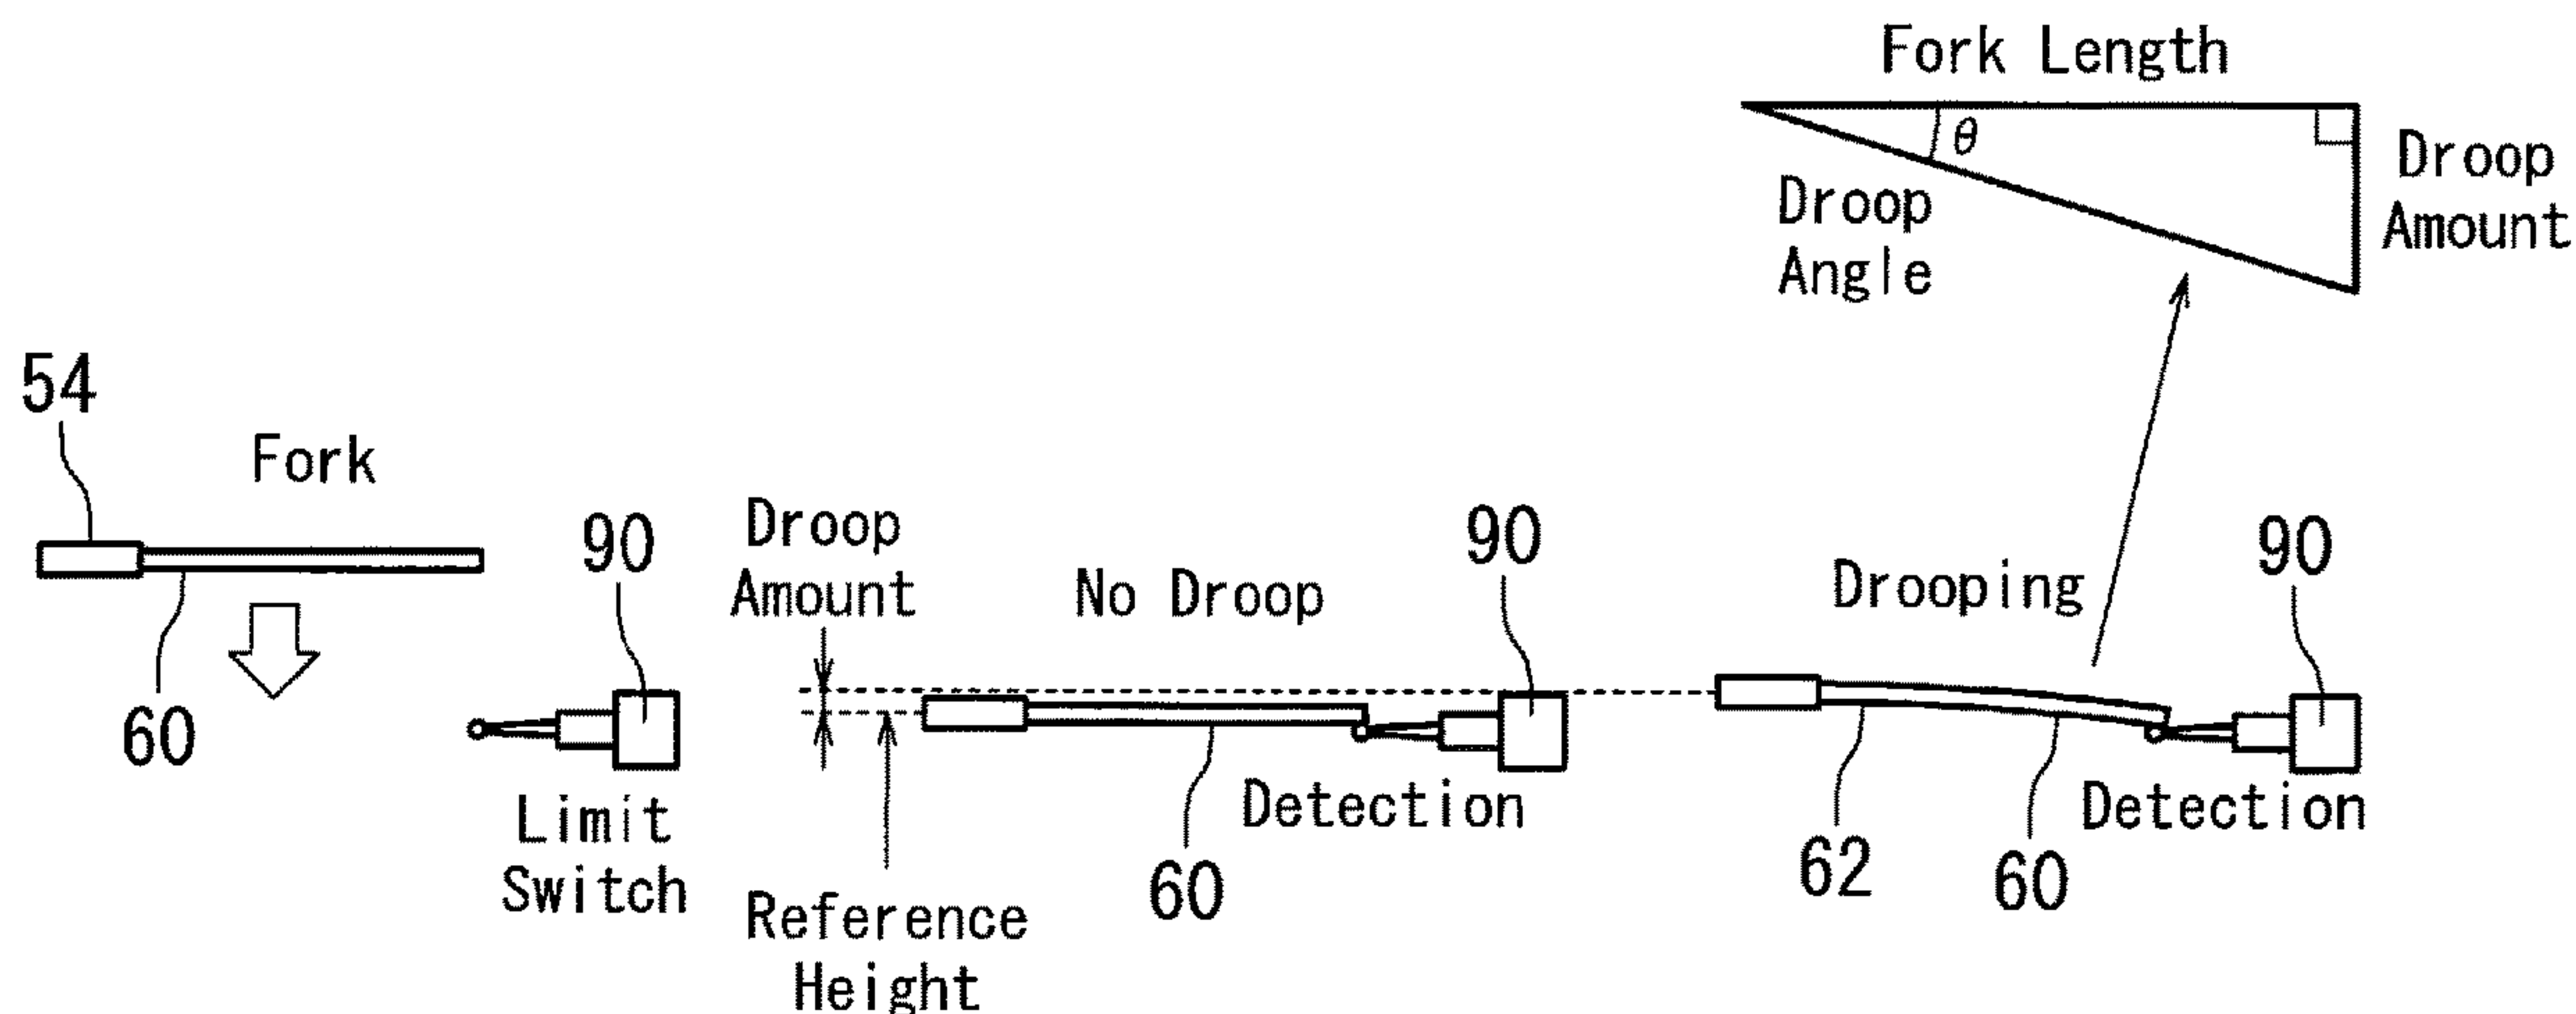 Fork Length
θ
Droop
Amount
Droop
Angle
54
Fork
90
Droop
Amount
No Droop
90
Drooping
90
60
Limit
Switch
Reference
Height
60
Detection
62
60
Detection